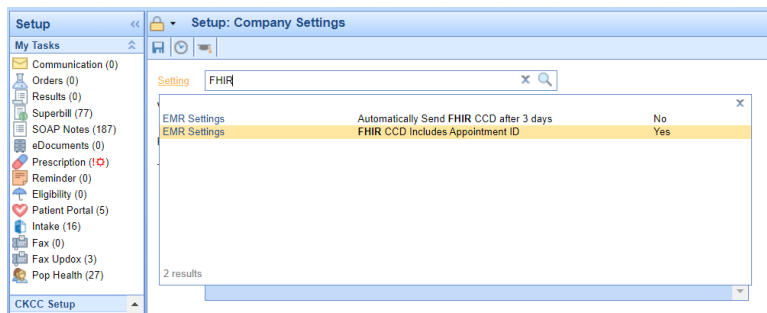 Setup
My Tasks
Communication (0)
Orders (0)
Results (0)
Superbill (77)
SOAP Notes (187)
eDocuments (0)
Prescription (!)
Reminder (0)
Eligibility (0)
Patient Portal (5)
Intake (16)
Fax (0)
Fax Updox (3)
Pop Health (27)
CKCC Setup
Setup: Company Settings
Setting FHIR
EMR Settings Automatically Send FHIR CCD after 3 days No
EMR Settings FHIR CCD Includes Appointment ID Yes
2 results